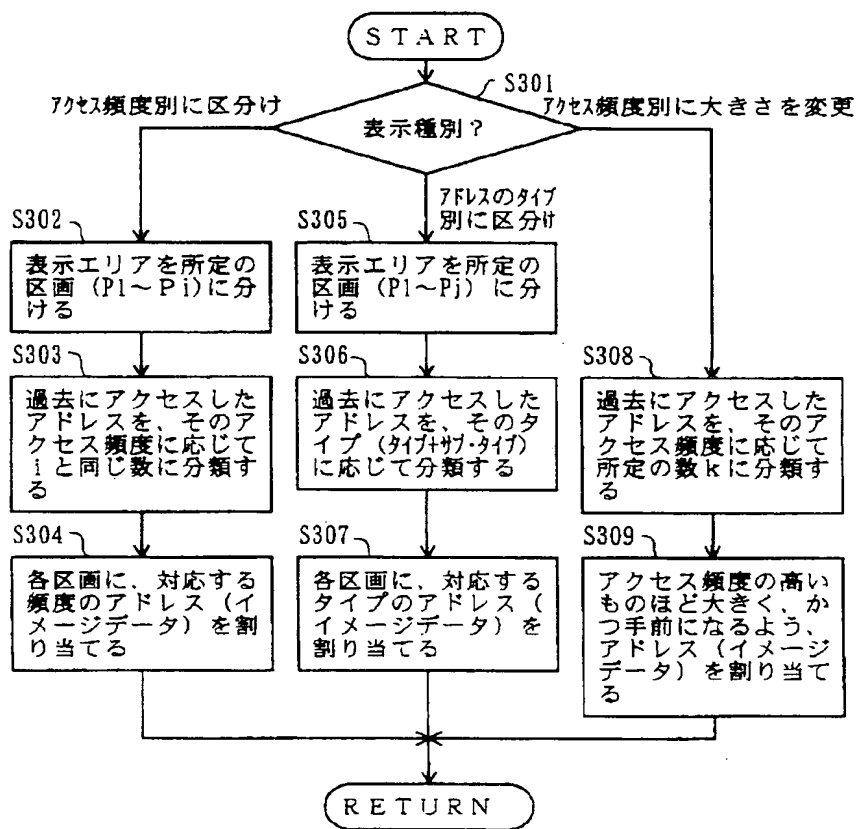 START
S301
アクセス頻度別に区分け
アクセス頻度別に大きさを変更
表示種別？
アドレスのタイプ
別に区分け
S302
表示エリアを所定の
区画（P1～Pi）に分
ける
S303
過去にアクセスした
アドレスを、そのア
クセス頻度に応じて
iと同じ数に分類す
る
S304
各区画に、対応する
頻度のアドレス（イ
メージデータ）を割
り当てる
S305
表示エリアを所定の
区画（P1～Pj）に分
ける
S306
過去にアクセスした
アドレスを、そのタ
イプ（タイプ+サブ・タイプ）
に応じて分類する
S307
各区画に、対応する
タイプのアドレス（
イメージデータ）を
割り当てる
S308
過去にアクセスした
アドレスを、そのア
クセス頻度に応じて
所定の数kに分類す
る
S309
アクセス頻度の高い
ものほど大きく、か
つ手前になるよう、
アドレス（イメージ
データ）を割り当て
る
RETURN